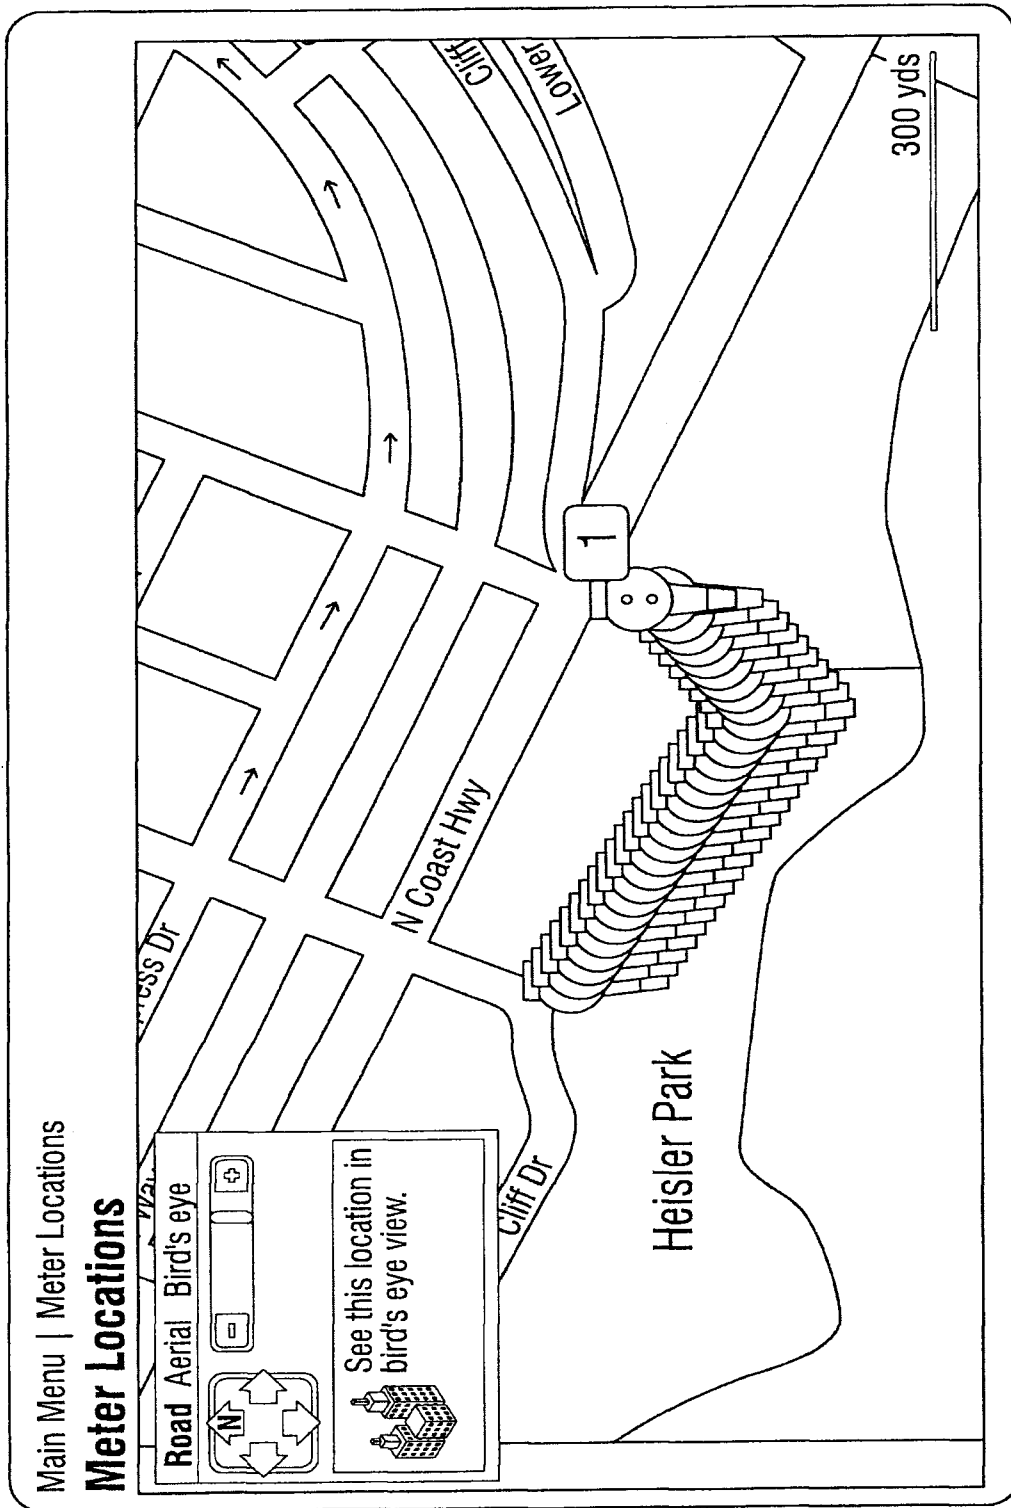 Main Menu | Meter Locations
Meter Locations
Road Aerial Bird's eye
N
- +
See this location in
bird's eye view.
Cliff Dr
N Coast Hwy
Heisler Park
1
Cliff
Lower
300 yds